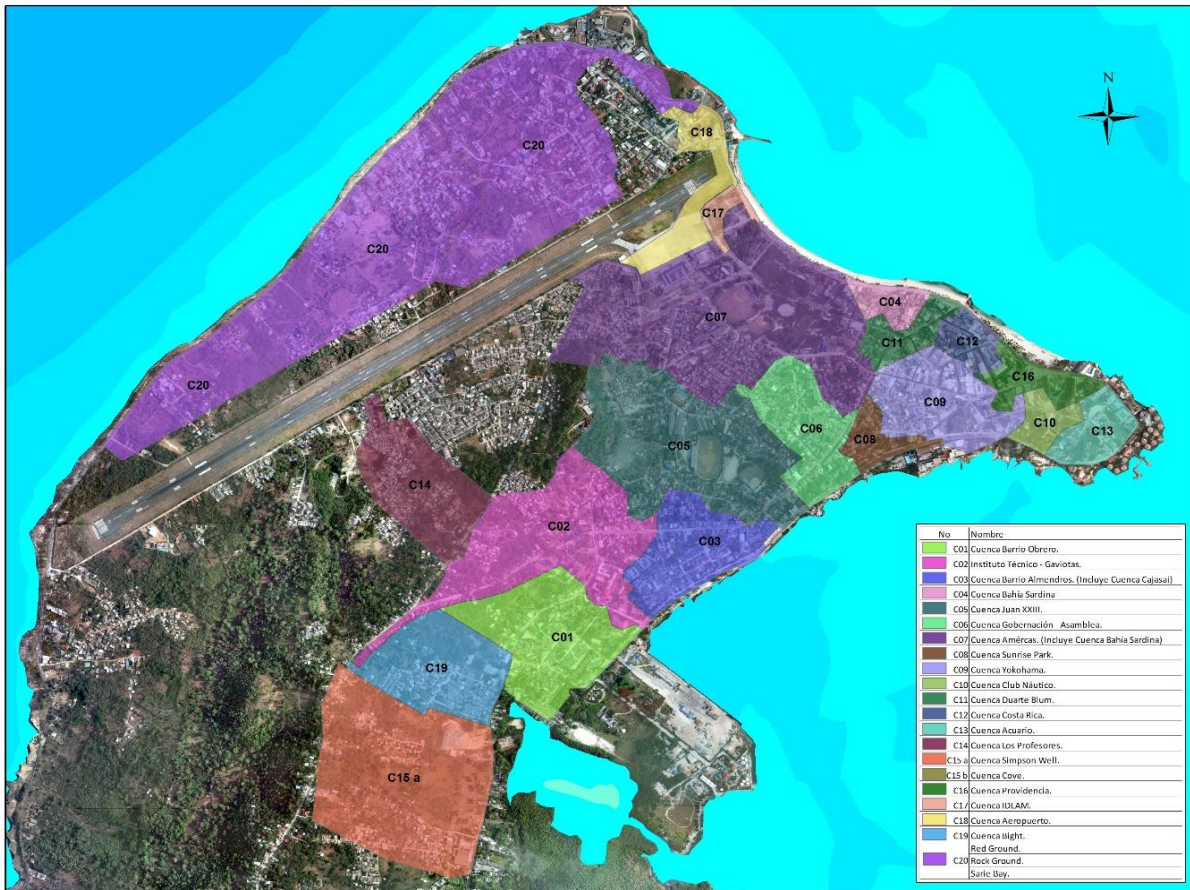 N
C18
C20
C17
C20
C04
C07
C11
C12
C16
C20
C09
C10
C06
C13
C08
C05
C14
C02
C03
C01
C19
C15 a
No Nombre
C01 Cuenca Barrio Obrero.
C02 Instituto Técnico - Gaviotas.
C03 Cuenca Barrio Almendros. (Incluye Cuenca Cajasai)
C04 Cuenca Bahía Sardina
C05 Cuenca Juan XXIII.
C06 Cuenca Gobernación Asamblea.
C07 Cuenca Amércas. (Incluye Cuenca Bahía Sardina)
C08 Cuenca Sunrise Park.
C09 Cuenca Yokohama.
C10 Cuenca Club Náutico.
C11 Cuenca Duarte Blum.
C12 Cuenca Costa Rica.
C13 Cuenca Acuario.
C14 Cuenca Los Profesores.
C15 a Cuenca Simpson Well.
C15 b Cuenca Cove.
C16 Cuenca Providencia.
C17 Cuenca IDLAM.
C18 Cuenca Aeropuerto.
C19 Cuenca Bight.
Red Ground.
C20 Rock Ground.
Sarie Bay.